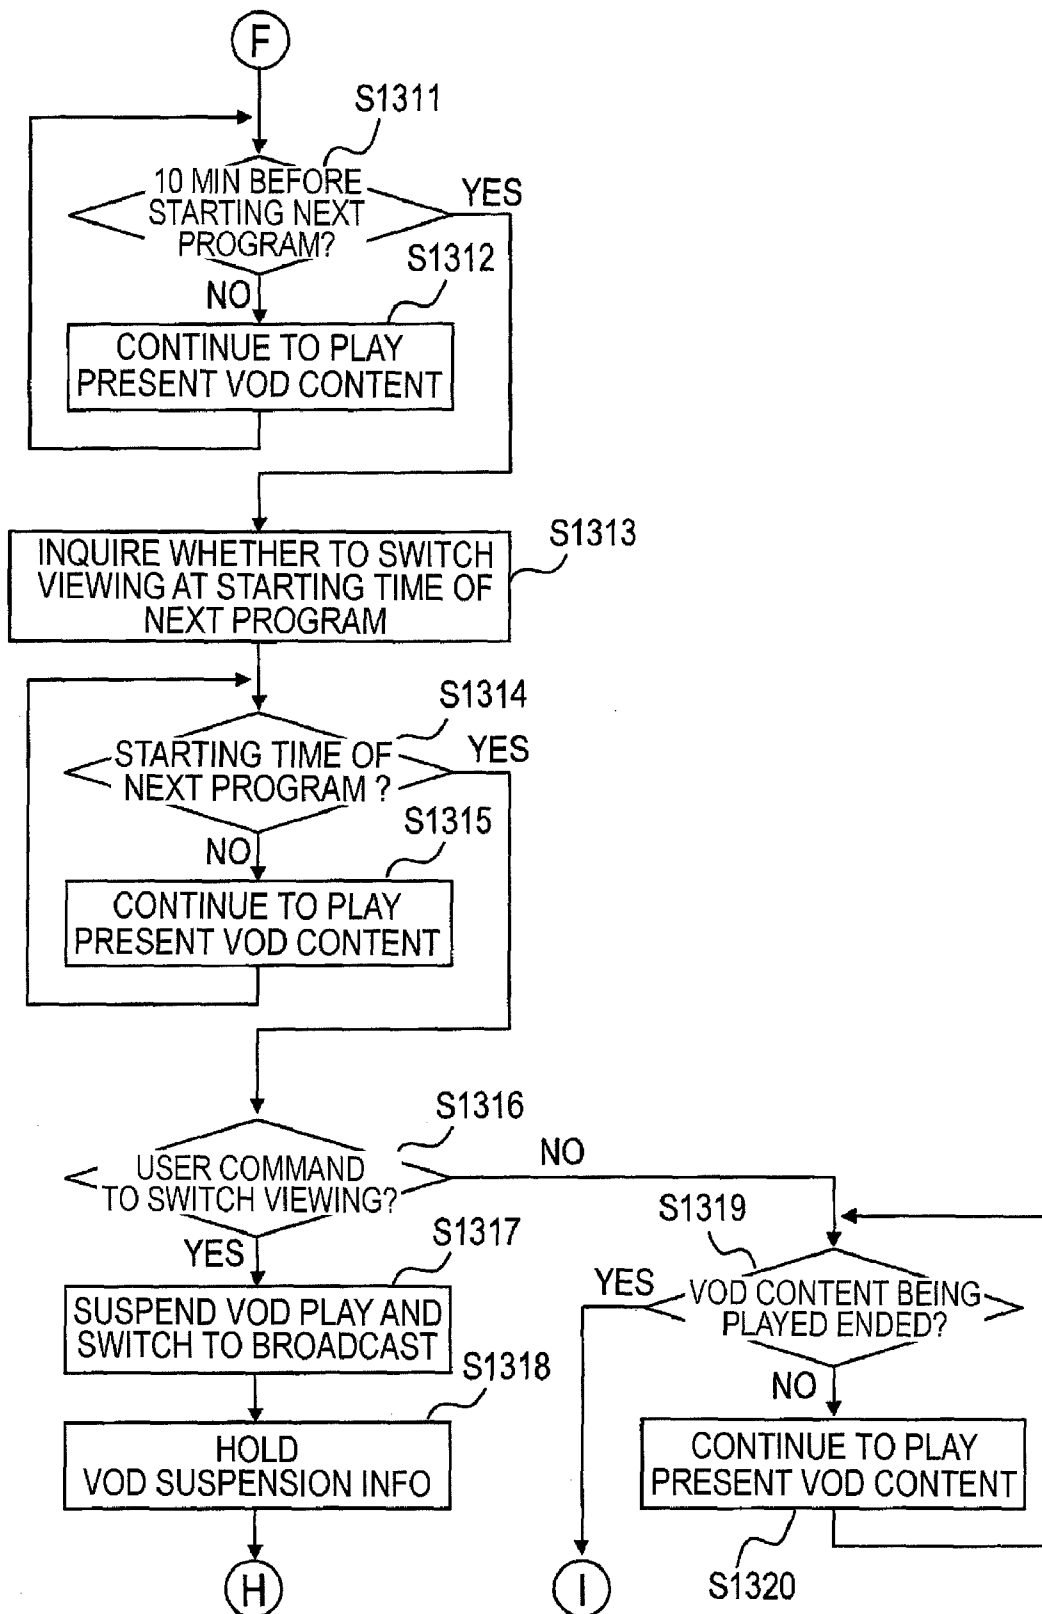 F
S1311
10 MIN BEFORE
STARTING NEXT
PROGRAM?
YES
S1312
NO
CONTINUE TO PLAY
PRESENT VOD CONTENT
S1313
INQUIRE WHETHER TO SWITCH
VIEWING AT STARTING TIME OF
NEXT PROGRAM
S1314
STARTING TIME OF
NEXT PROGRAM ?
YES
S1315
NO
CONTINUE TO PLAY
PRESENT VOD CONTENT
S1316
USER COMMAND
TO SWITCH VIEWING?
NO
YES
S1317
SUSPEND VOD PLAY AND
SWITCH TO BROADCAST
S1318
HOLD
VOD SUSPENSION INFO
H
S1319
YES
VOD CONTENT BEING
PLAYED ENDED?
NO
CONTINUE TO PLAY
PRESENT VOD CONTENT
S1320
I